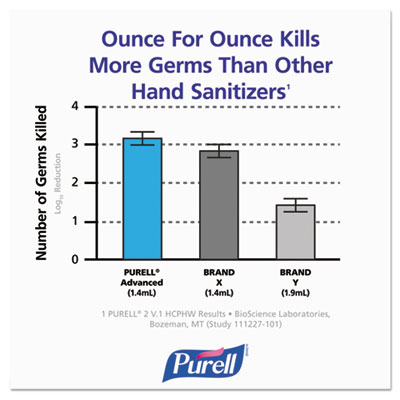 Ounce For Ounce Kills
More Germs Than Other
Hand Sanitizers¹
Number of Germs Killed
Log₁₀ Reduction
4
3
2
1
0
PURELL® BRAND BRAND
Advanced X Y
(1.4mL) (1.4mL) (1.9mL)
1 PURELL® 2 V.1 HCPHW Results • BioScience Laboratories,
Bozeman, MT (Study 111227-101)
Purell